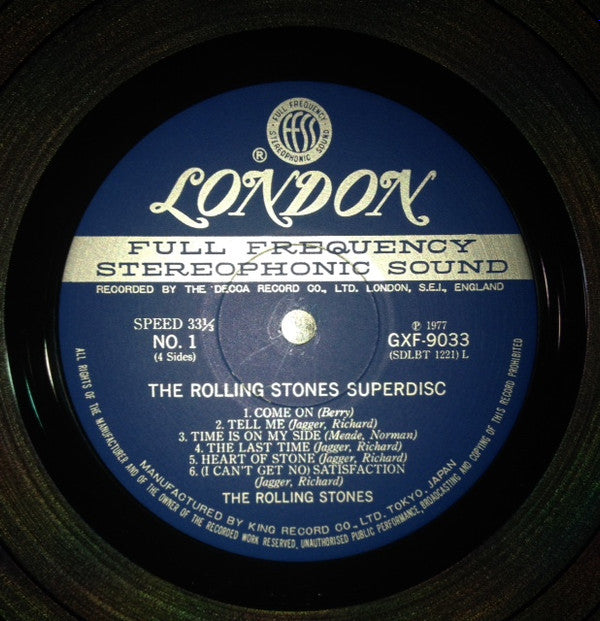 FULL FREQUENCY
ffss
STEREOPHONIC SOUND
®
LONDON
FULL FREQUENCY
STEREOPHONIC SOUND
RECORDED BY THE DECCA RECORD CO., LTD. LONDON, S.E.I., ENGLAND
SPEED 33⅓
NO. 1
(4 Sides)
℗ 1977
GXF-9033
(SDLBT 1221) L
THE ROLLING STONES SUPERDISC
1. COME ON (Berry)
2. TELL ME (Jagger, Richard)
3. TIME IS ON MY SIDE (Meade, Norman)
4. THE LAST TIME (Jagger, Richard)
5. HEART OF STONE (Jagger, Richard)
6. (I CAN'T GET NO) SATISFACTION
(Jagger, Richard)
THE ROLLING STONES
MANUFACTURED BY KING RECORD CO., LTD. TOKYO, JAPAN
ALL RIGHTS OF THE MANUFACTURER AND OF THE OWNER OF THE RECORDED WORK RESERVED, UNAUTHORISED PUBLIC PERFORMANCE, BROADCASTING AND COPYING OF THIS RECORD PROHIBITED